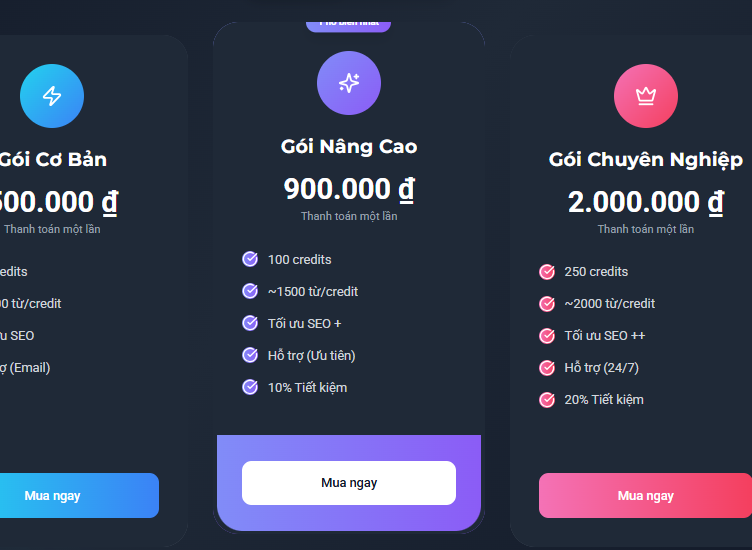 Gói Cơ Bản
500.000 ₫
Thanh toán một lần
từ/credit
SEO
(Email)
Mua ngay
Phổ biến nhất
Gói Nâng Cao
900.000 ₫
Thanh toán một lần
100 credits
~1500 từ/credit
Tối ưu SEO +
Hỗ trợ (Ưu tiên)
10% Tiết kiệm
Mua ngay
Gói Chuyên Nghiệp
2.000.000 ₫
Thanh toán một lần
250 credits
~2000 từ/credit
Tối ưu SEO ++
Hỗ trợ (24/7)
20% Tiết kiệm
Mua ngay